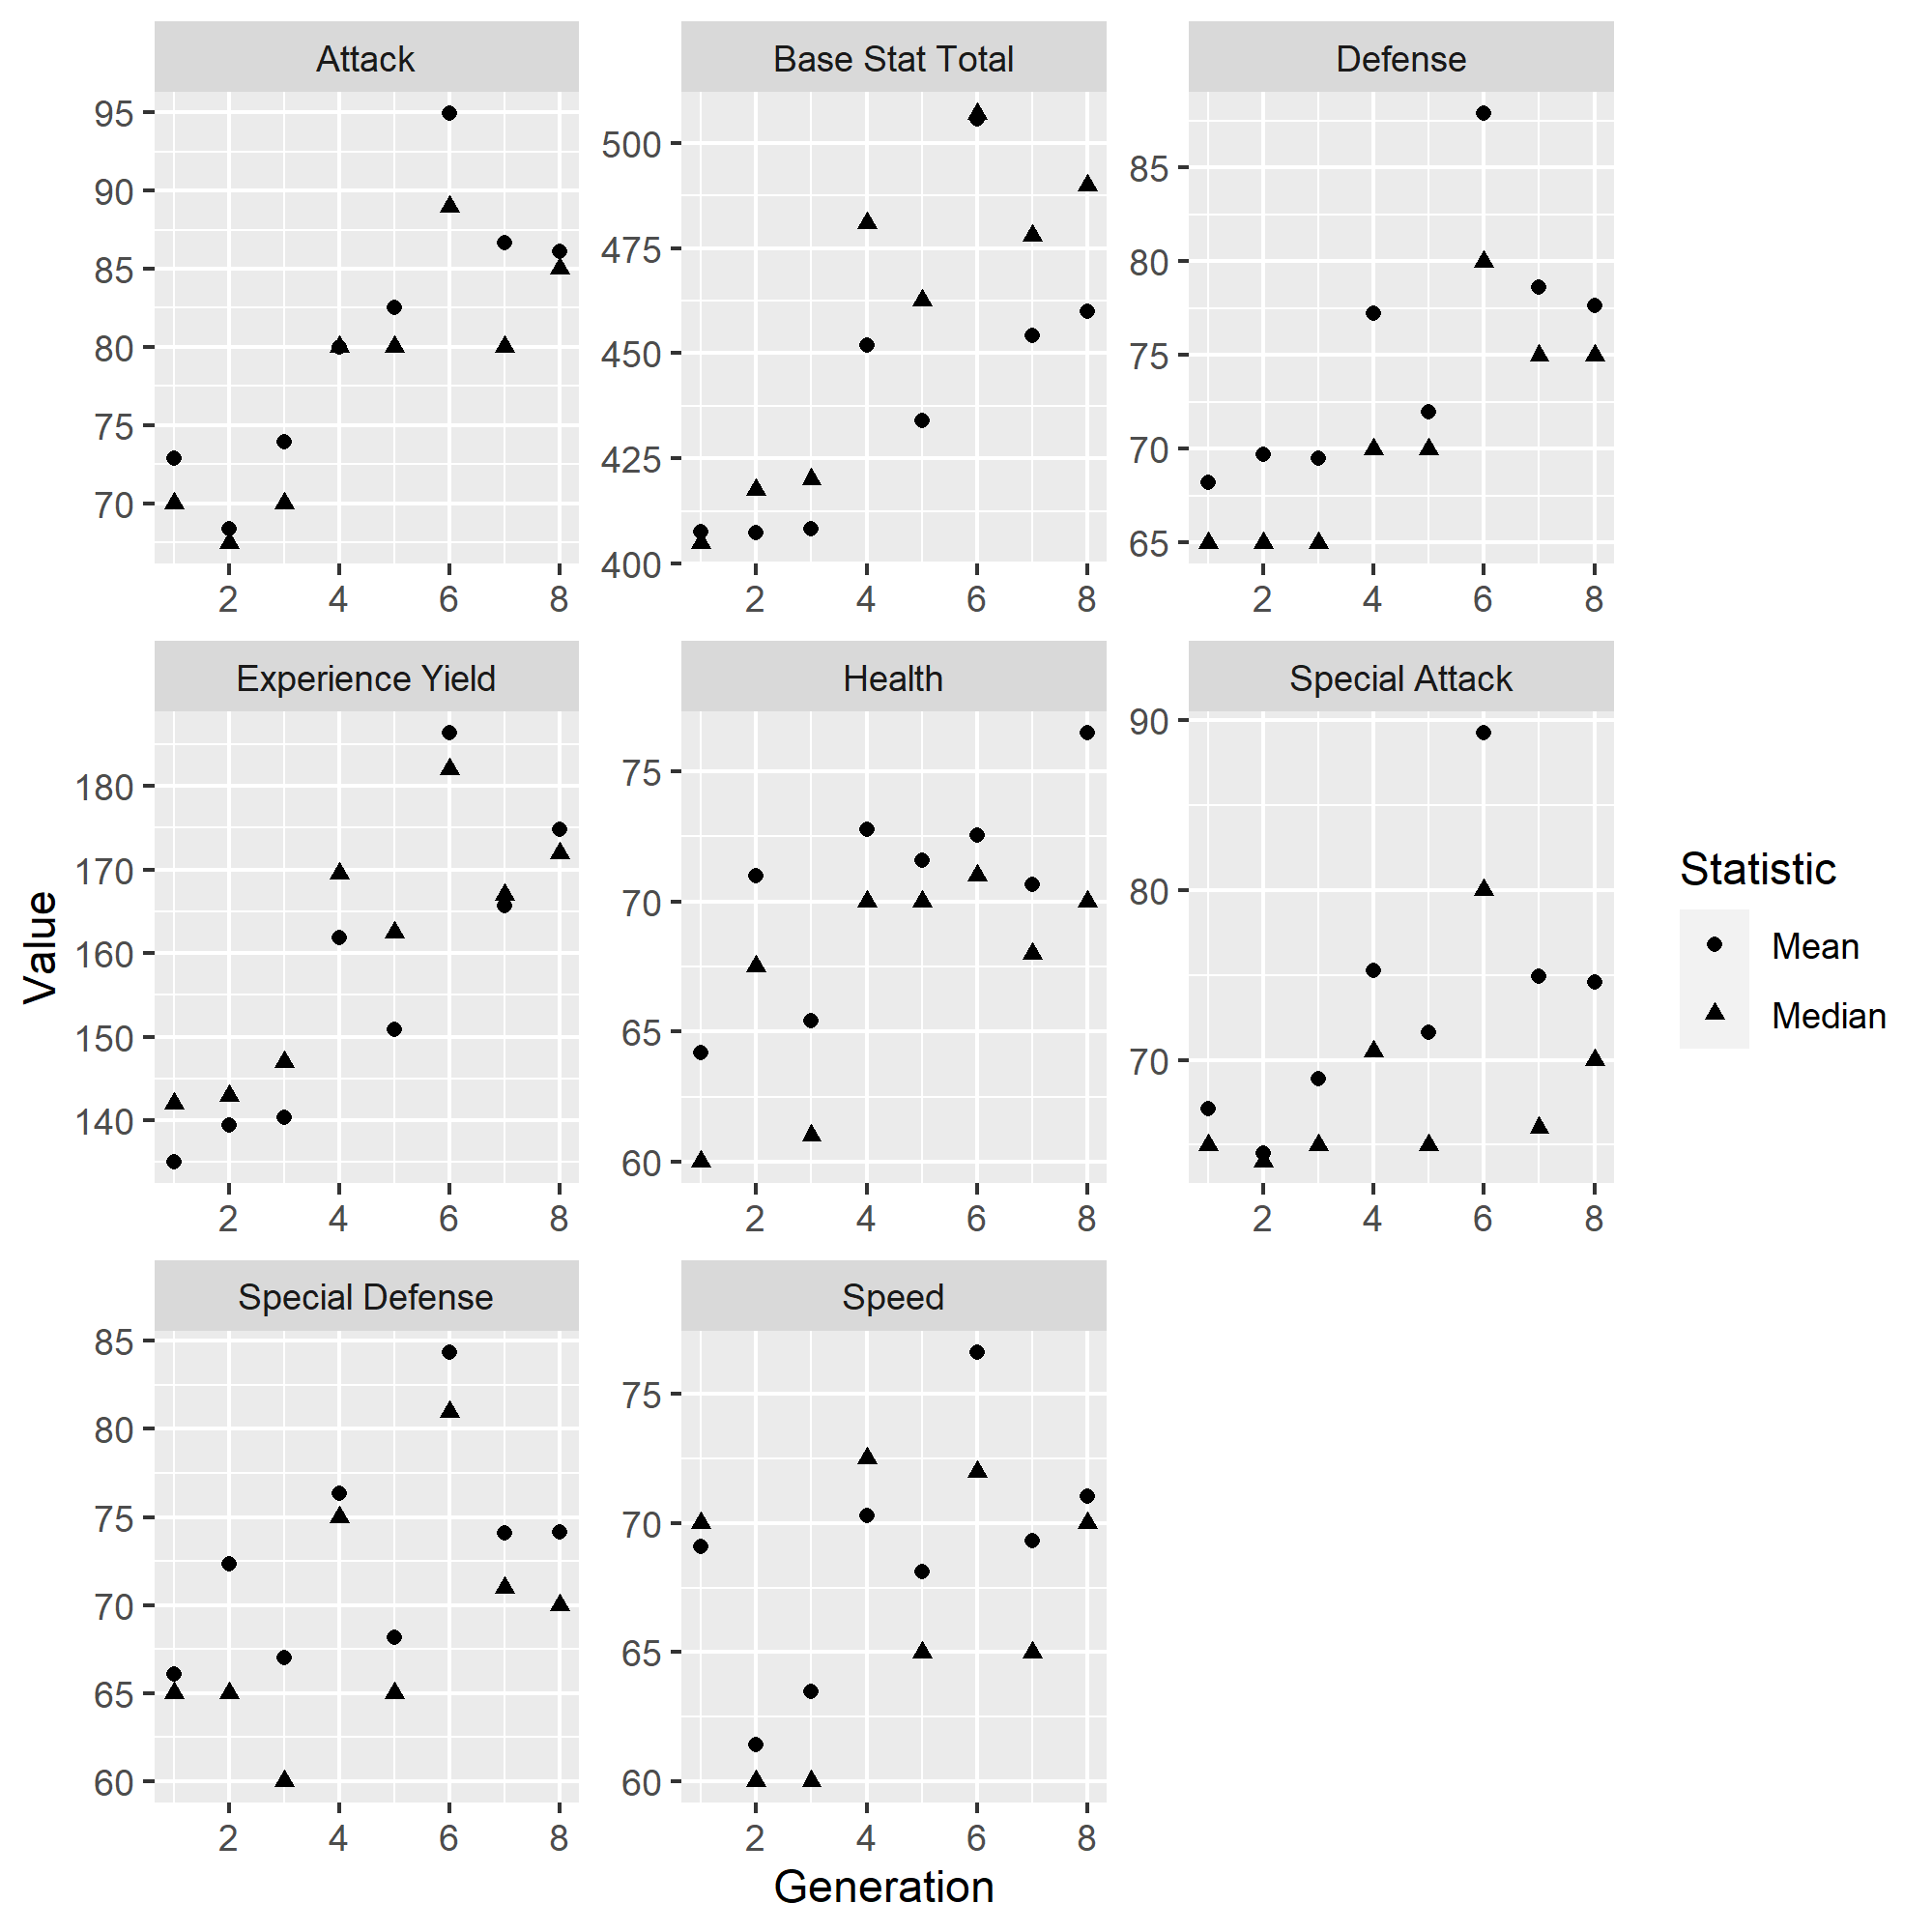 Attack
Base Stat Total
Defense
95
90
85
80
75
70
500
475
450
425
400
85
80
75
70
65
2 4 6 8
2 4 6 8
2 4 6 8
Experience Yield
Health
Special Attack
180
170
160
150
140
75
70
65
60
90
80
70
2 4 6 8
2 4 6 8
2 4 6 8
Special Defense
Speed
85
80
75
70
65
60
75
70
65
60
2 4 6 8
2 4 6 8
Value
Generation
Statistic
Mean
Median